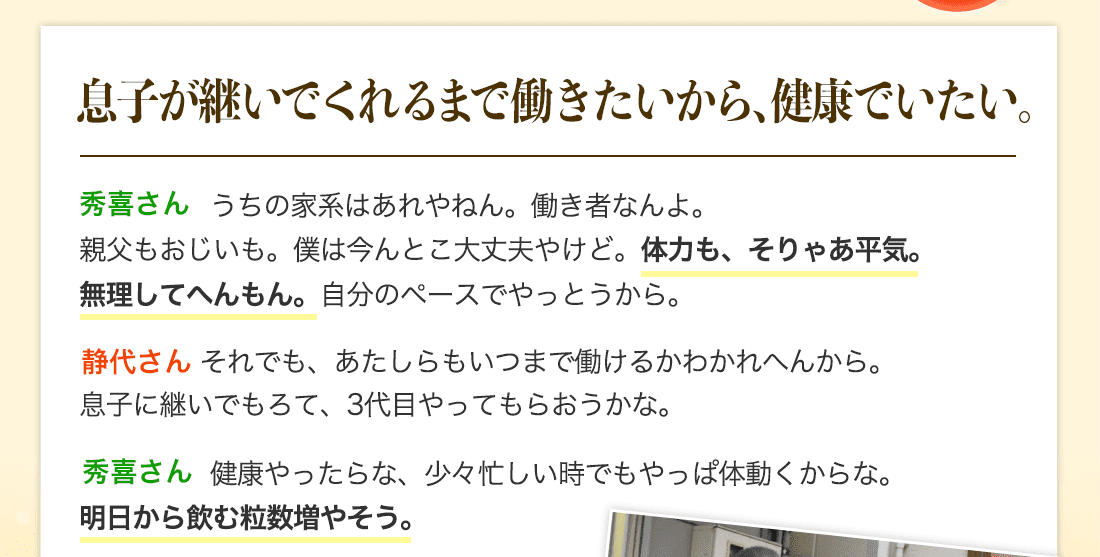 息子が継いでくれるまで働きたいから、健康でいたい。
秀喜さん うちの家系はあれやねん。働き者なんよ。
親父もおじいも。僕は今んとこ大丈夫やけど。体力も、そりゃあ平気。
無理してへんもん。自分のペースでやっとうから。
静代さん それでも、あたしらもいつまで働けるかわかれへんから。
息子に継いでもろて、3代目やってもらおうかな。
秀喜さん 健康やったらな、少々忙しい時でもやっぱ体動くからな。
明日から飲む粒数増やそう。